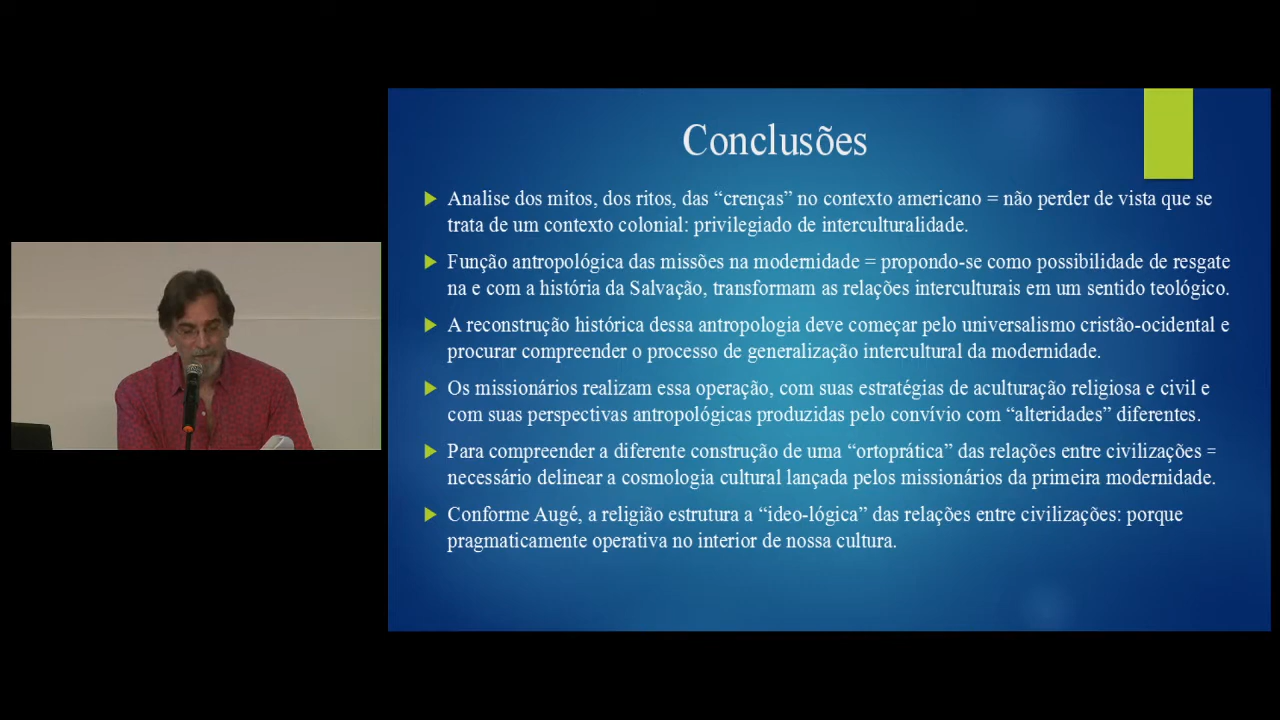 Conclusões
Analise dos mitos, dos ritos, das “crenças” no contexto americano = não perder de vista que se
trata de um contexto colonial: privilegiado de interculturalidade.
Função antropológica das missões na modernidade = propondo-se como possibilidade de resgate
na e com a história da Salvação, transformam as relações interculturais em um sentido teológico.
A reconstrução histórica dessa antropologia deve começar pelo universalismo cristão-ocidental e
procurar compreender o processo de generalização intercultural da modernidade.
Os missionários realizam essa operação, com suas estratégias de aculturação religiosa e civil e
com suas perspectivas antropológicas produzidas pelo convívio com “alteridades” diferentes.
Para compreender a diferente construção de uma “ortoprática” das relações entre civilizações =
necessário delinear a cosmologia cultural lançada pelos missionários da primeira modernidade.
Conforme Augé, a religião estrutura a “ideo-lógica” das relações entre civilizações: porque
pragmaticamente operativa no interior de nossa cultura.